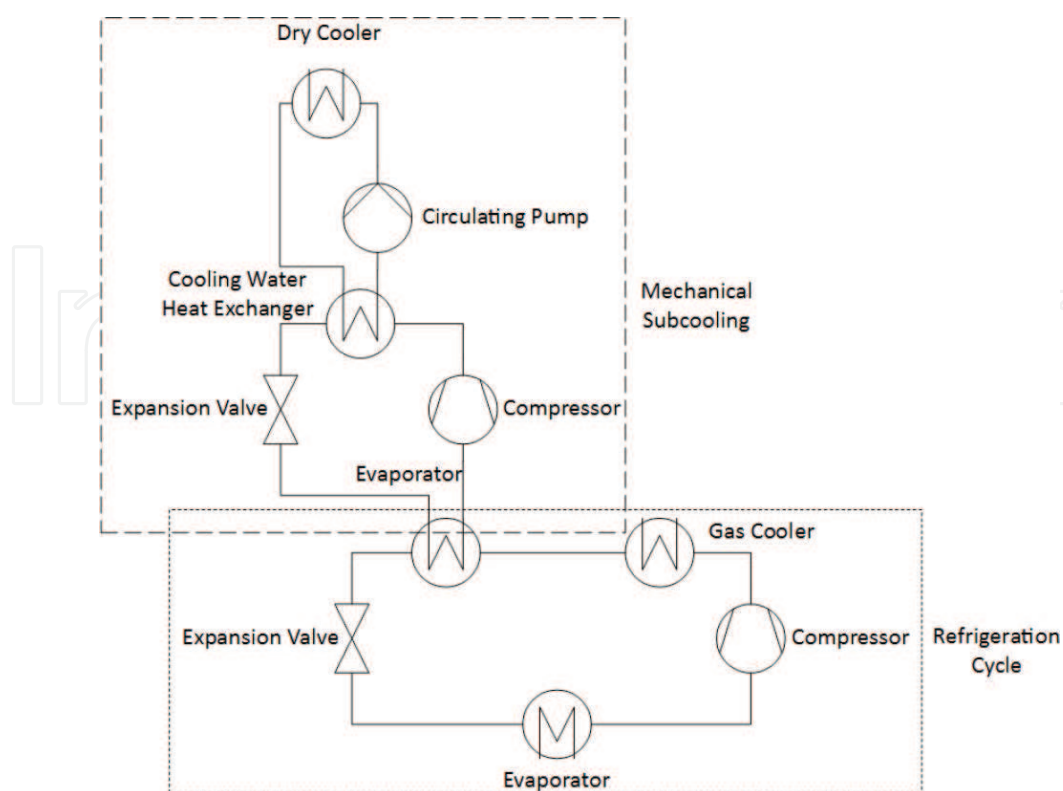 Dry Cooler
Circulating Pump
Cooling Water
Heat Exchanger
Mechanical
Subcooling
Expansion Valve
Compressor
Evaporator
Gas Cooler
Expansion Valve
Compressor
Refrigeration
Cycle
Evaporator